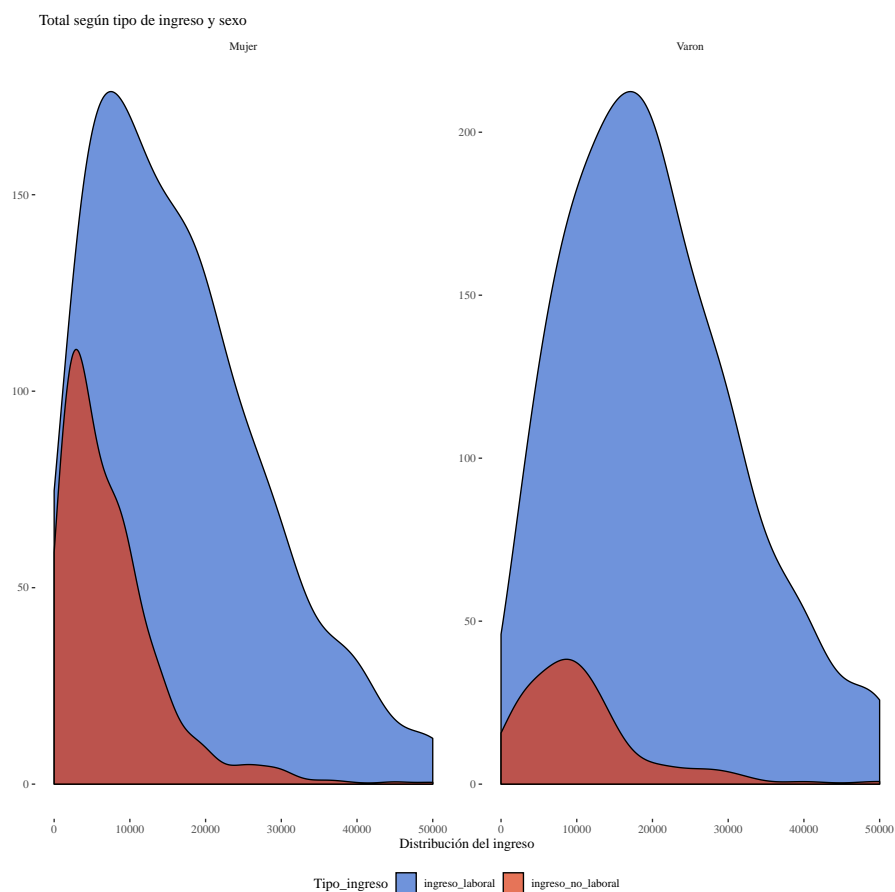 Total según tipo de ingreso y sexo
Mujer Varon
150
100
50
0
200
150
100
50
0
0 10000 20000 30000 40000 50000 0 10000 20000 30000 40000 50000
Distribución del ingreso
Tipo_ingreso ingreso_laboral ingreso_no_laboral